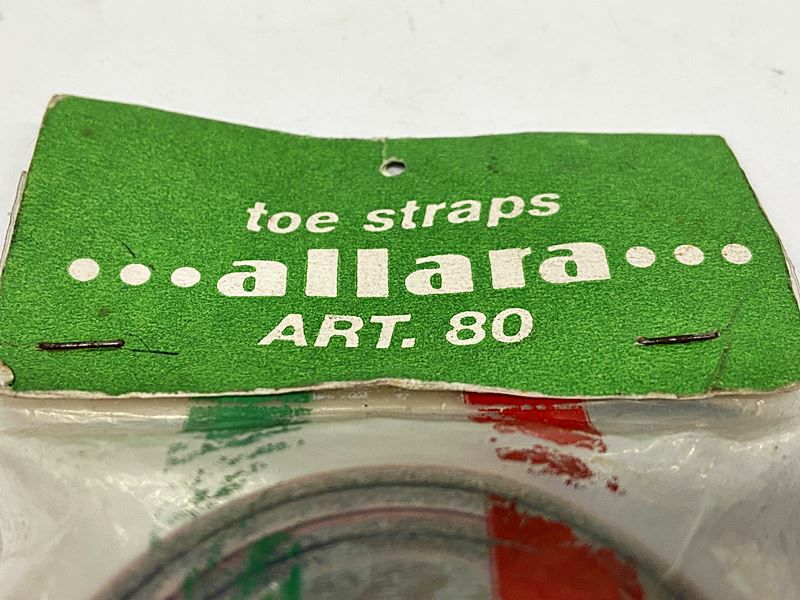 toe straps
•••allara•••
ART. 80